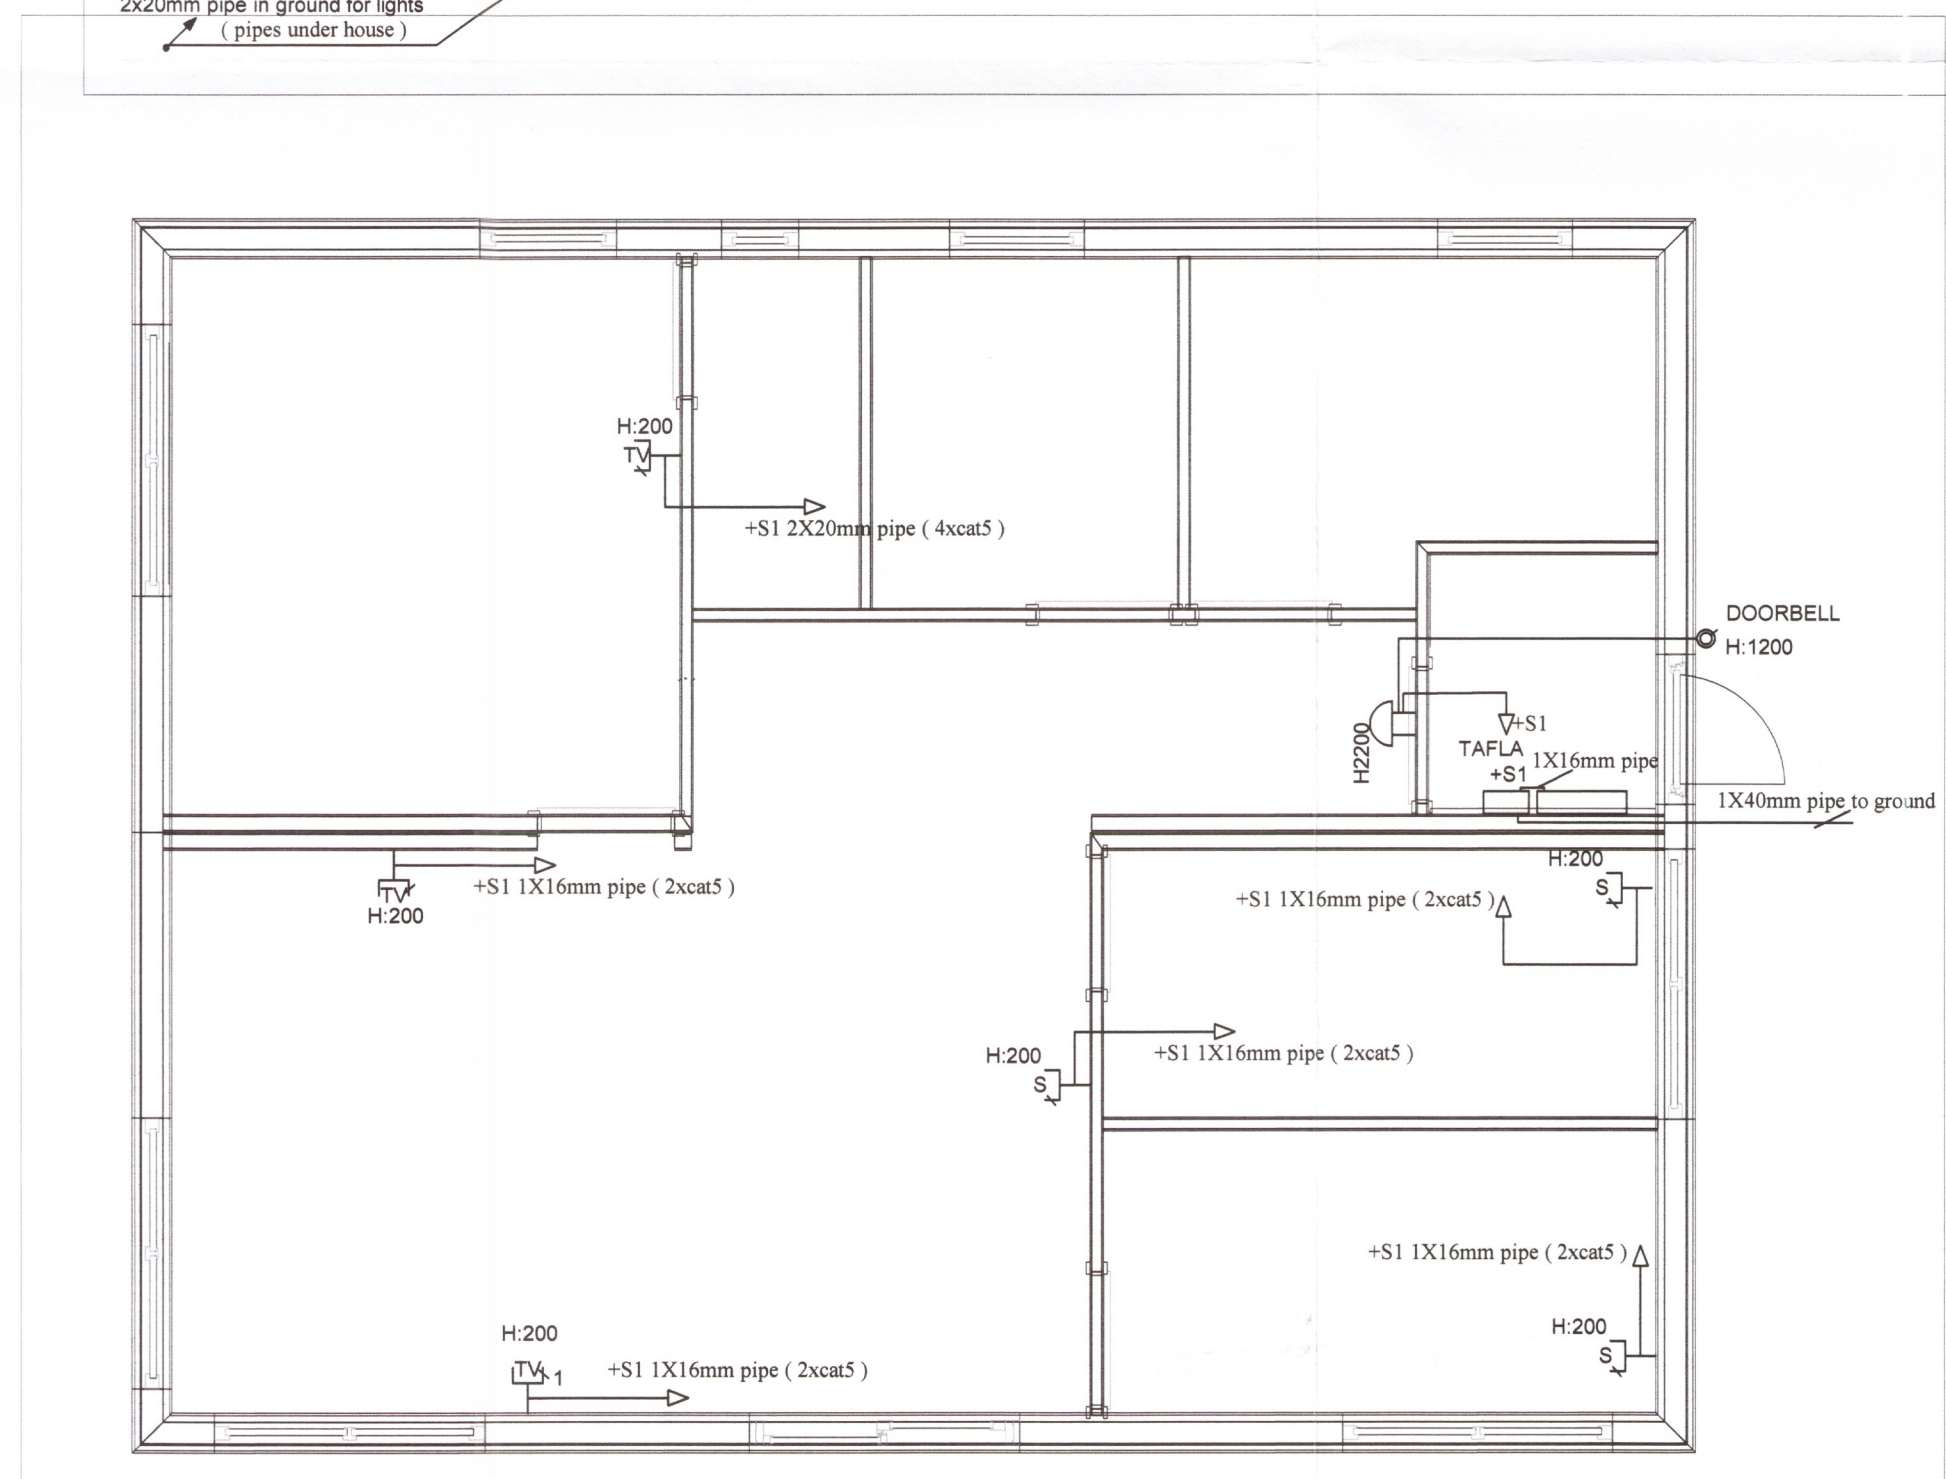 2x20mm pipe in ground for lights
( pipes under house )
H:200
TV
+S1 2X20mm pipe ( 4xcat5 )
DOORBELL
H:1200
H2200
+S1
TAFLA
+S1
1X16mm pipe
1X40mm pipe to ground
H:200
S
+S1 1X16mm pipe ( 2xcat5 )
+S1 1X16mm pipe ( 2xcat5 )
TV
H:200
H:200
S
+S1 1X16mm pipe ( 2xcat5 )
+S1 1X16mm pipe ( 2xcat5 )
H:200
S
H:200
TV 1
+S1 1X16mm pipe ( 2xcat5 )